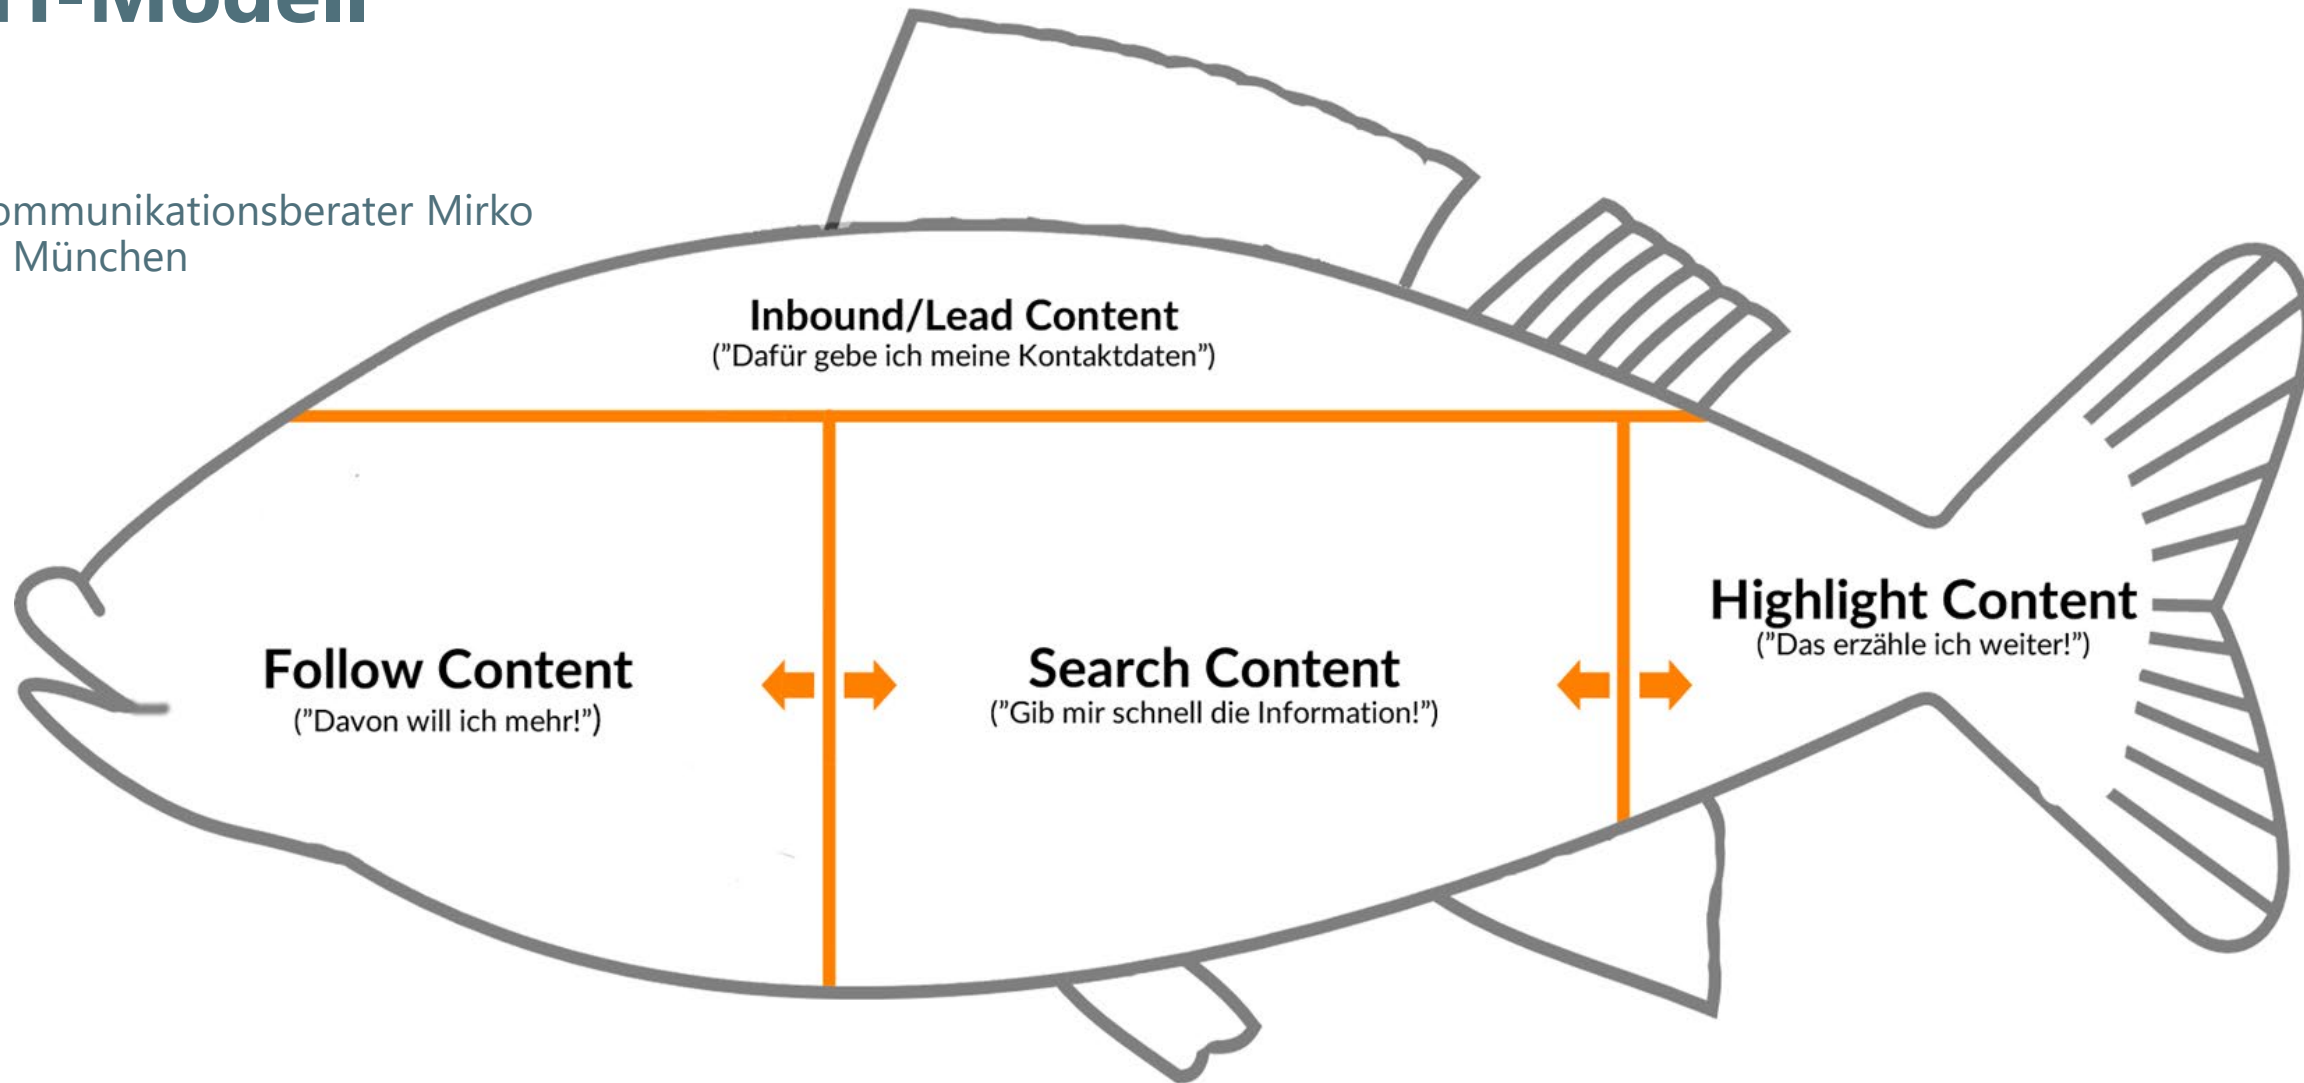 -Modell
ommunikationsberater Mirko
München
Inbound/Lead Content
("Dafür gebe ich meine Kontaktdaten")
Follow Content
("Davon will ich mehr!")
Search Content
("Gib mir schnell die Information!")
Highlight Content
("Das erzähle ich weiter!")